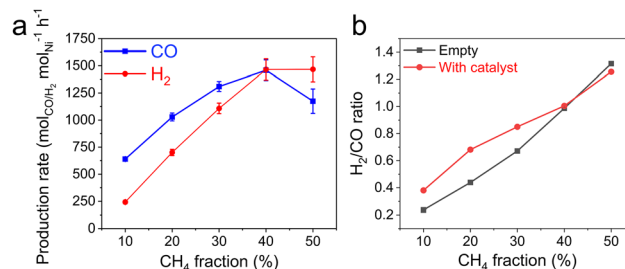 a
Production rate (mol_CO/H₂ mol_Ni⁻¹ h⁻¹)
1750
1500
1250
1000
750
500
250
0
CO
H₂
10 20 30 40 50
CH₄ fraction (%)
b
H₂/CO ratio
1.4
1.2
1.0
0.8
0.6
0.4
0.2
Empty
With catalyst
10 20 30 40 50
CH₄ fraction (%)